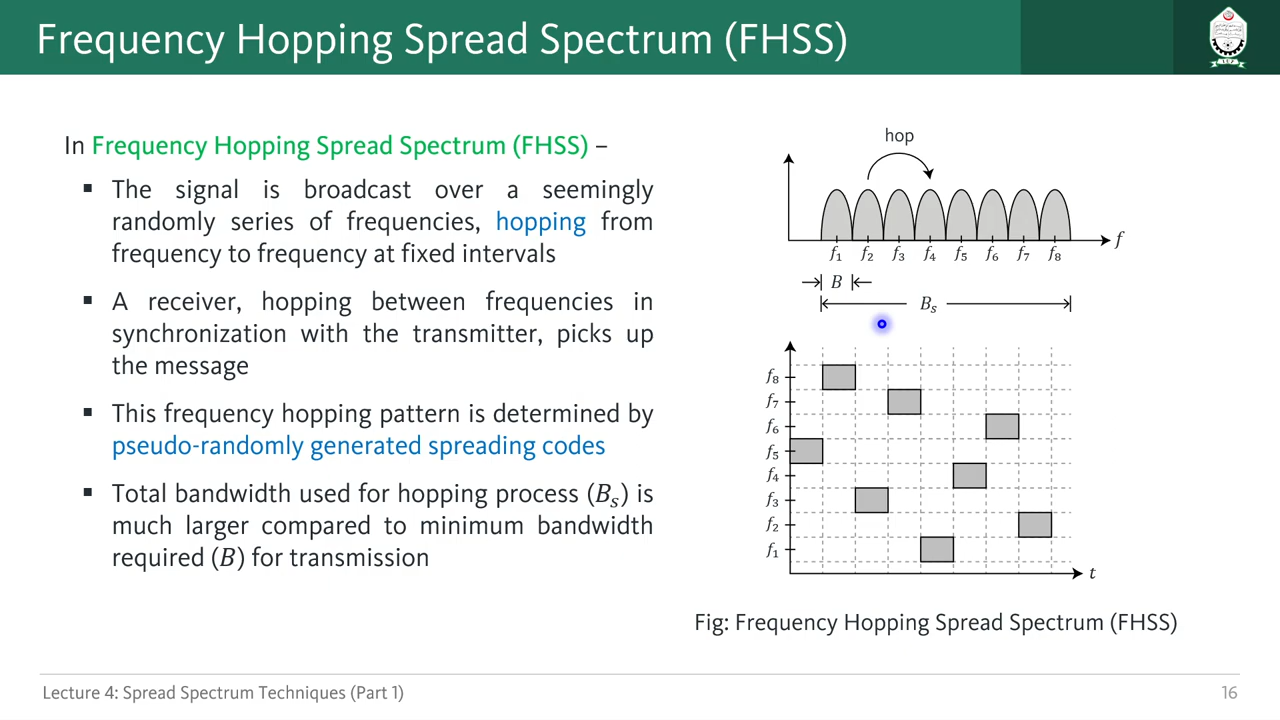 Frequency Hopping Spread Spectrum (FHSS)
In Frequency Hopping Spread Spectrum (FHSS) –
▪ The signal is broadcast over a seemingly
randomly series of frequencies, hopping from
frequency to frequency at fixed intervals
▪ A receiver, hopping between frequencies in
synchronization with the transmitter, picks up
the message
▪ This frequency hopping pattern is determined by
pseudo-randomly generated spreading codes
▪ Total bandwidth used for hopping process (Bₛ) is
much larger compared to minimum bandwidth
required (B) for transmission
hop
f
f₁ f₂ f₃ f₄ f₅ f₆ f₇ f₈
B
Bₛ
f₈
f₇
f₆
f₅
f₄
f₃
f₂
f₁
t
Fig: Frequency Hopping Spread Spectrum (FHSS)
Lecture 4: Spread Spectrum Techniques (Part 1)
16